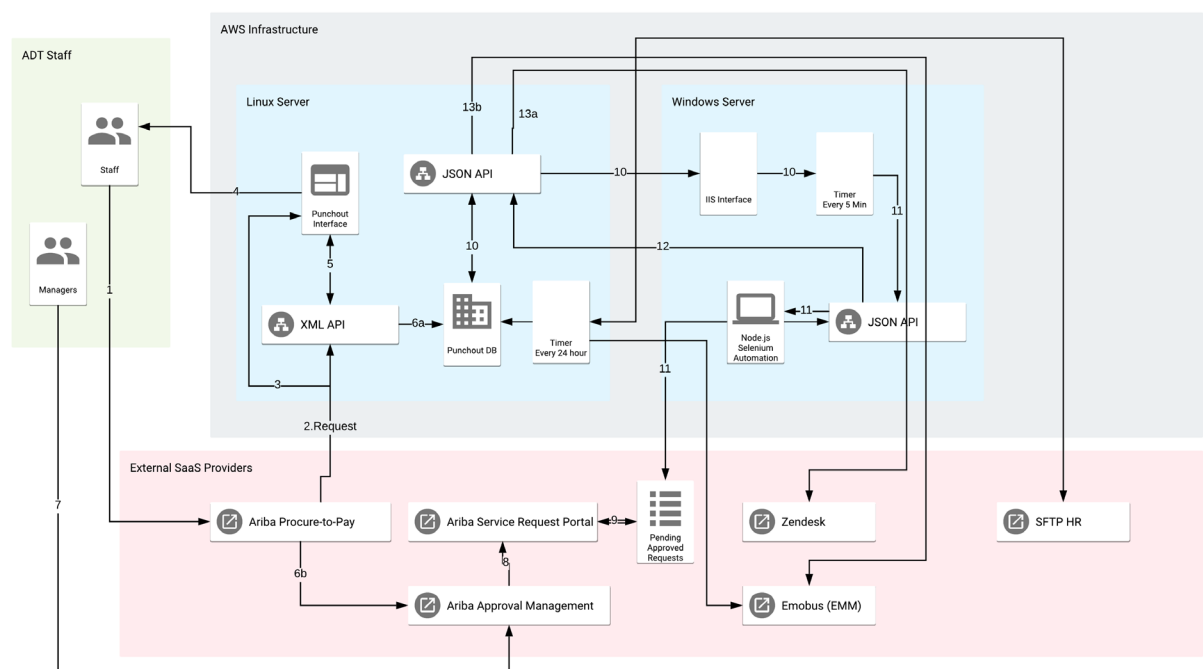 AWS Infrastructure
ADT Staff
Linux Server
Windows Server
13b
13a
Staff
JSON API
10
10
IIS Interface
Timer
Every 5 Min
4
Punchout
Interface
11
10
12
5
Managers
1
XML API
6a
Punchout DB
Timer
Every 24 hour
11
Node.js
Selenium
Automation
JSON API
11
3
2.Request
External SaaS Providers
7
Ariba Procure-to-Pay
Ariba Service Request Portal
9
Pending
Approved
Requests
Zendesk
SFTP HR
8
6b
Ariba Approval Management
Emobus (EMM)